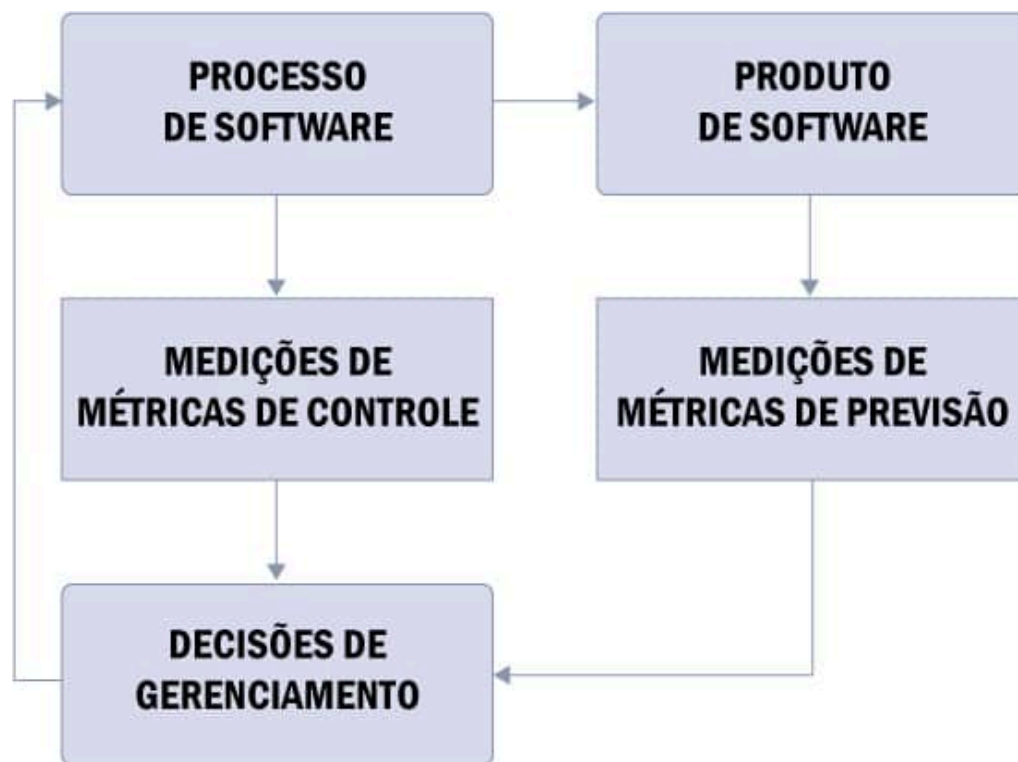 PROCESSO
DE SOFTWARE
PRODUTO
DE SOFTWARE
MEDIÇÕES DE
MÉTRICAS DE CONTROLE
MEDIÇÕES DE
MÉTRICAS DE PREVISÃO
DECISÕES DE
GERENCIAMENTO